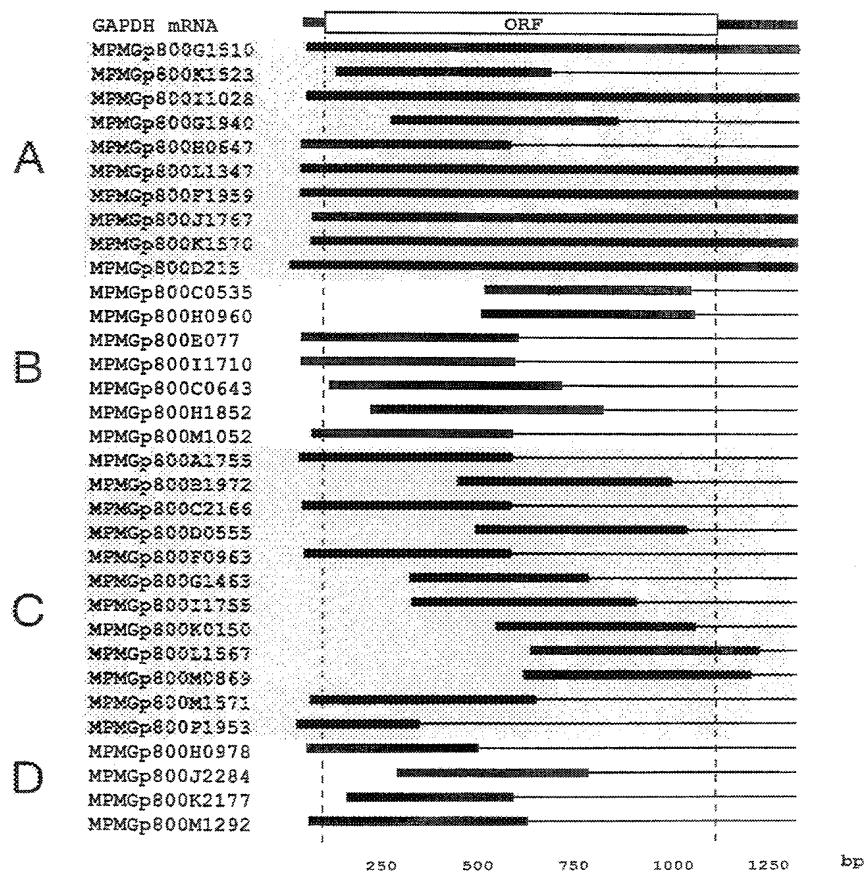 GAPDH mRNA ORF
MPMGp800G1510
MPMGp800K1523
MPMGp800I1028
MPMGp800G1940
MPMGp800H0647
A
MPMGp800L1347
MPMGp800F1959
MPMGp800J1767
MPMGp800K1570
MPMGp800D215
MPMGp800C0535
MPMGp800H0960
MPMGp800E077
B
MPMGp800I1710
MPMGp800C0643
MPMGp800H1852
MPMGp800M1052
MPMGp800A1755
MPMGp800B1972
MPMGp800C2166
MPMGp800D0555
MPMGp800F0963
MPMGp800G1463
C
MPMGp800I1755
MPMGp800K0150
MPMGp800L1567
MPMGp800M0869
MPMGp800M1571
MPMGp800P1953
MPMGp800H0978
D
MPMGp800J2284
MPMGp800K2177
MPMGp800M1292
250 500 750 1000 1250 bp